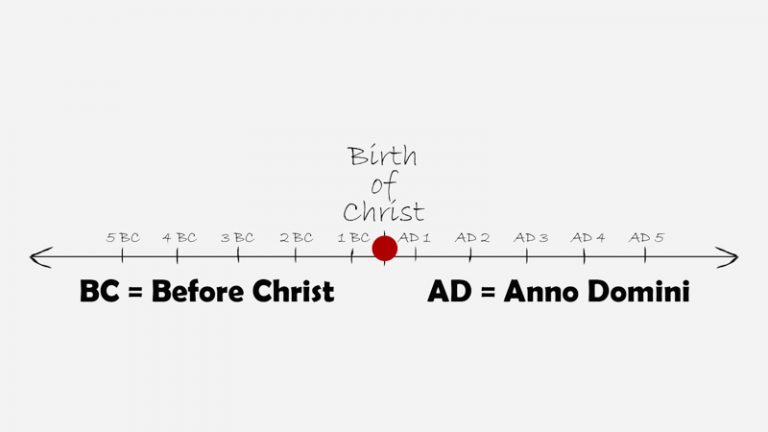 Birth
of
Christ
5 BC 4 BC 3 BC 2 BC 1 BC AD 1 AD 2 AD 3 AD 4 AD 5
BC = Before Christ AD = Anno Domini